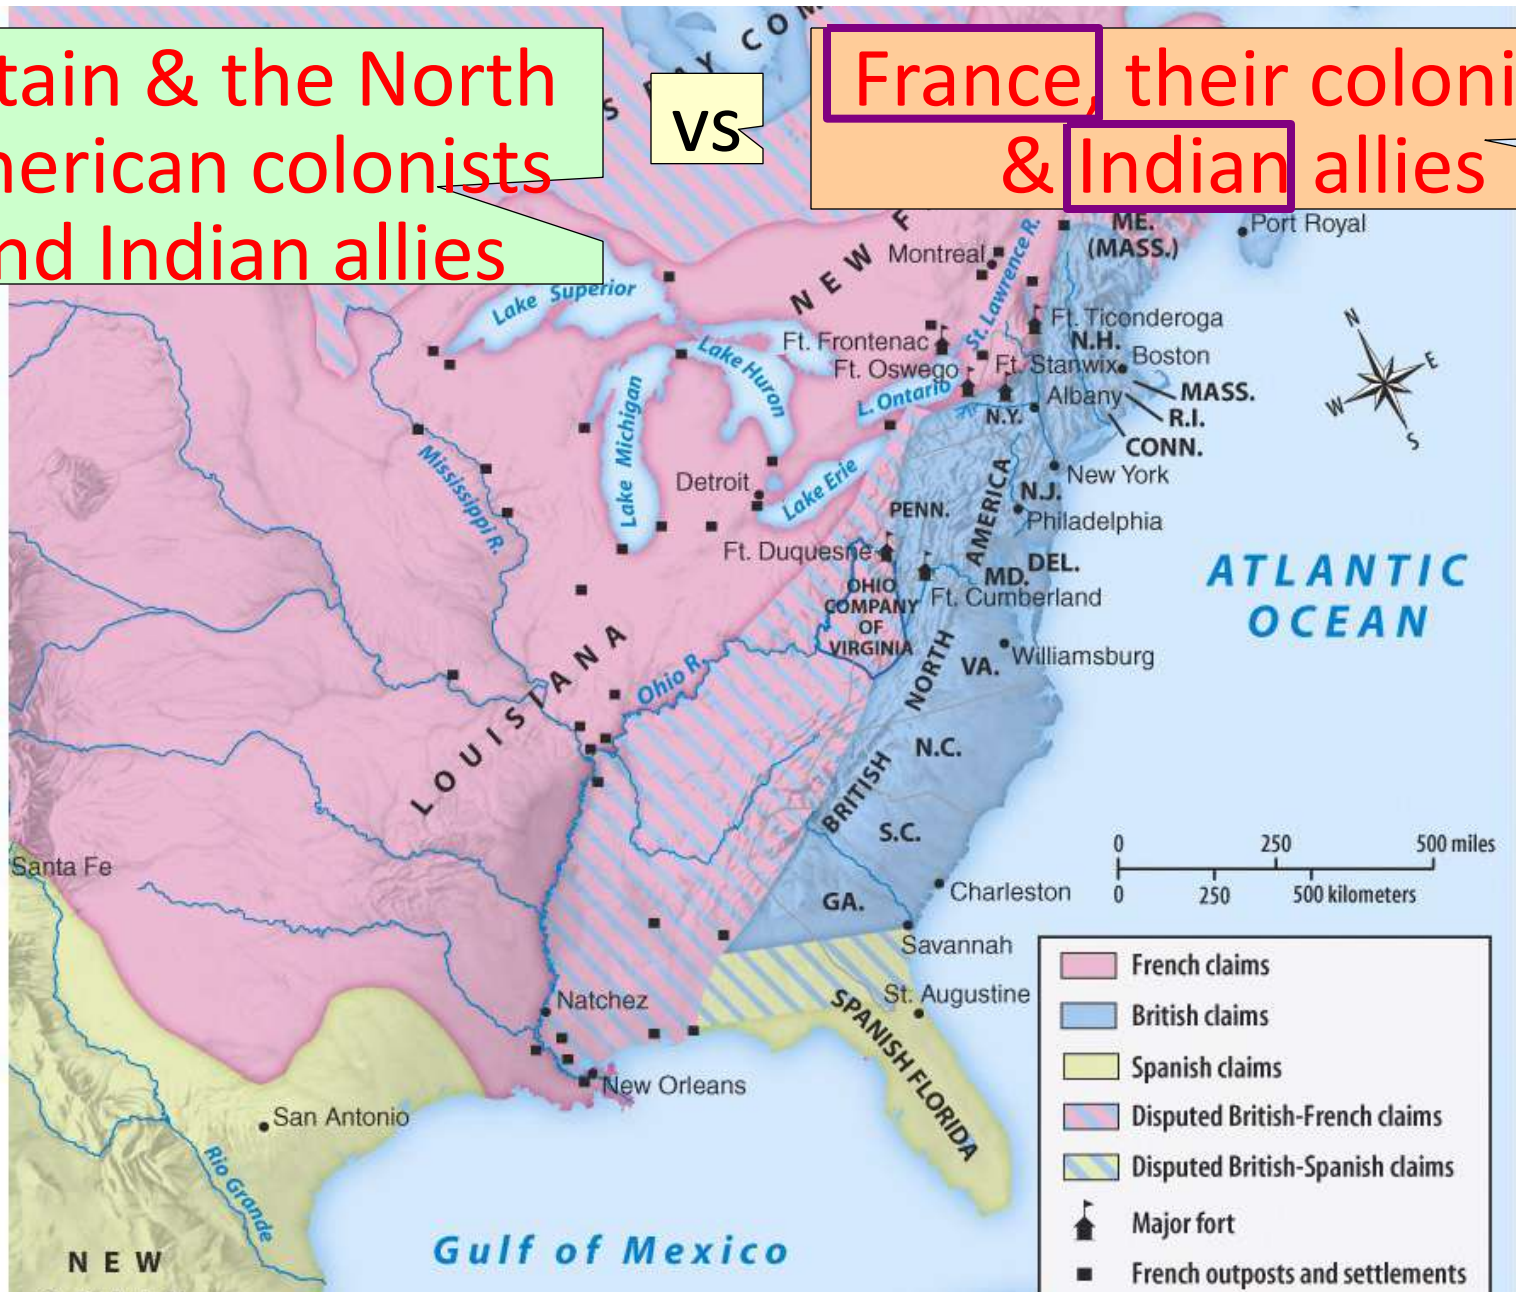 tain & the North
merican colonists
nd Indian allies
vs
France, their coloni
& Indian allies
S BAY COM
NEW F
Port Royal
ME.
(MASS.)
Montreal
St. Lawrence R.
Lake Superior
Ft. Ticonderoga
N.H.
Ft. Frontenac
Lake Huron
Ft. Oswego
Ft. Stanwix
Boston
L. Ontario
Albany
MASS.
N.Y.
R.I.
CONN.
Lake Michigan
Mississippi R.
New York
Detroit
Lake Erie
N.J.
PENN.
Philadelphia
Ft. Duquesne
DEL.
MD.
OHIO
COMPANY
OF
VIRGINIA
Ft. Cumberland
BRITISH NORTH AMERICA
ATLANTIC
OCEAN
VA.
Williamsburg
LOUISIANA
Ohio R.
N.C.
S.C.
GA.
Charleston
Savannah
Santa Fe
St. Augustine
SPANISH FLORIDA
Natchez
New Orleans
San Antonio
Rio Grande
NEW
Gulf of Mexico
N
E
W
S
0 250 500 miles
0 250 500 kilometers
French claims
British claims
Spanish claims
Disputed British-French claims
Disputed British-Spanish claims
Major fort
French outposts and settlements